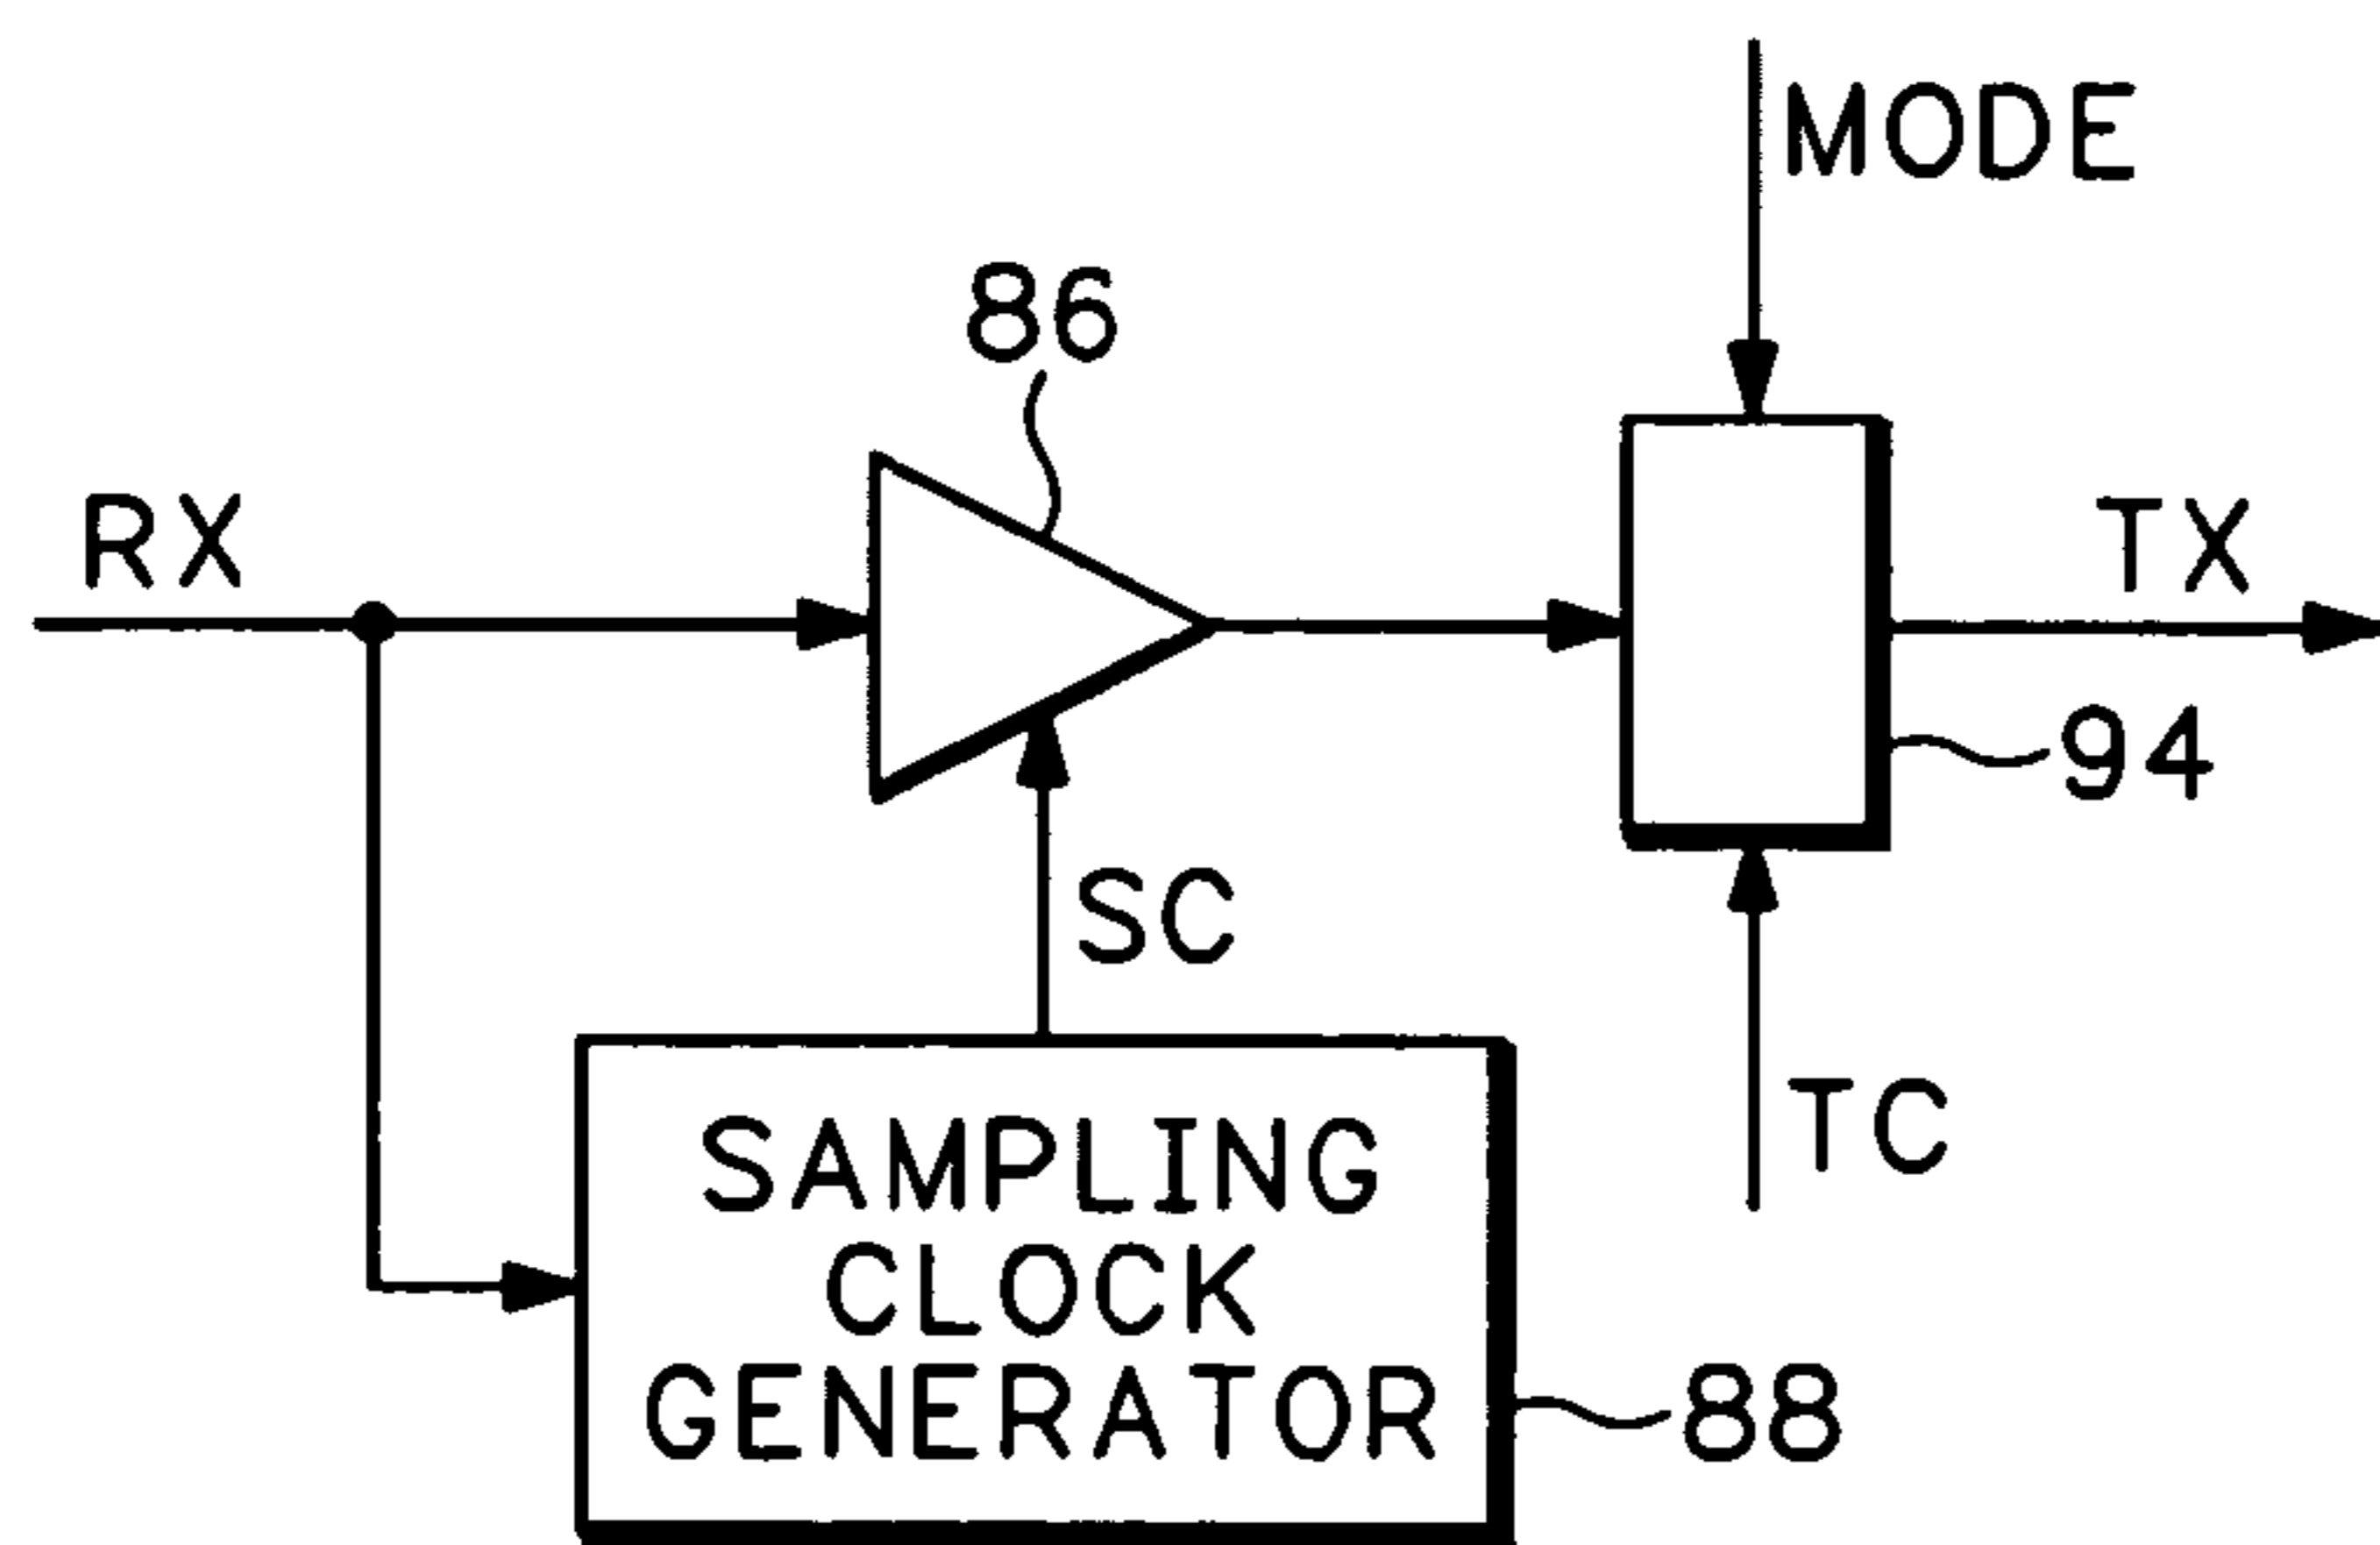 MODE
86
RX
TX
94
SC
TC
SAMPLING
CLOCK
GENERATOR
88